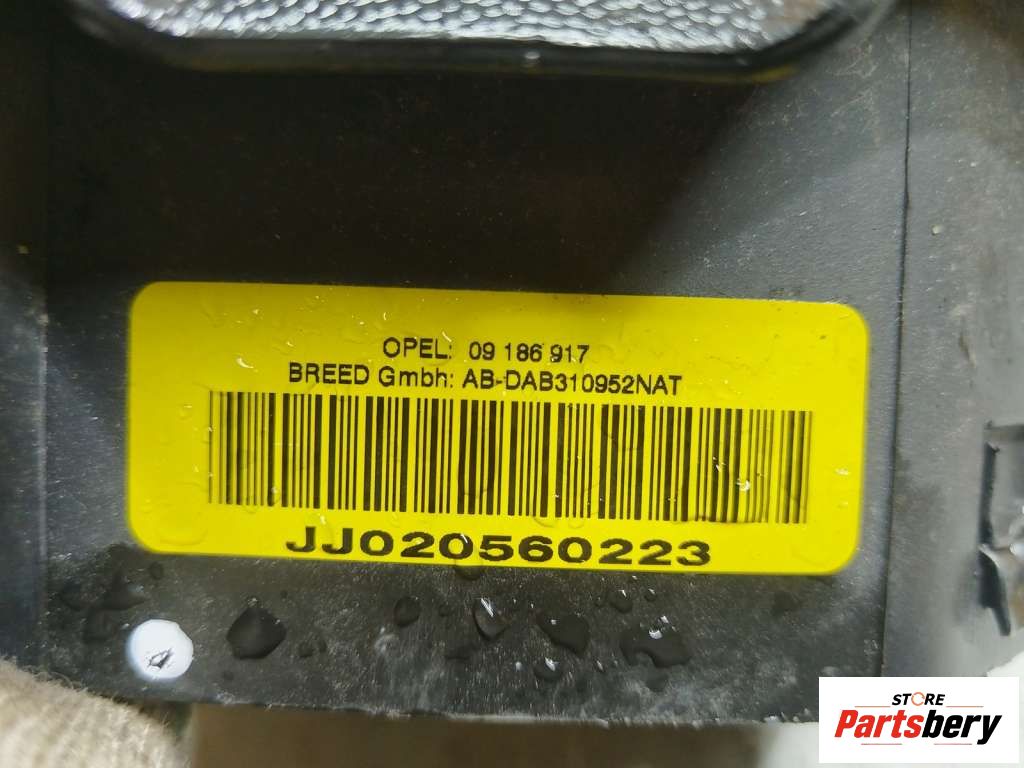 OPEL: 09 186 917
BREED Gmbh: AB-DAB310952NAT
JJ020560223
STORE
Partsbery